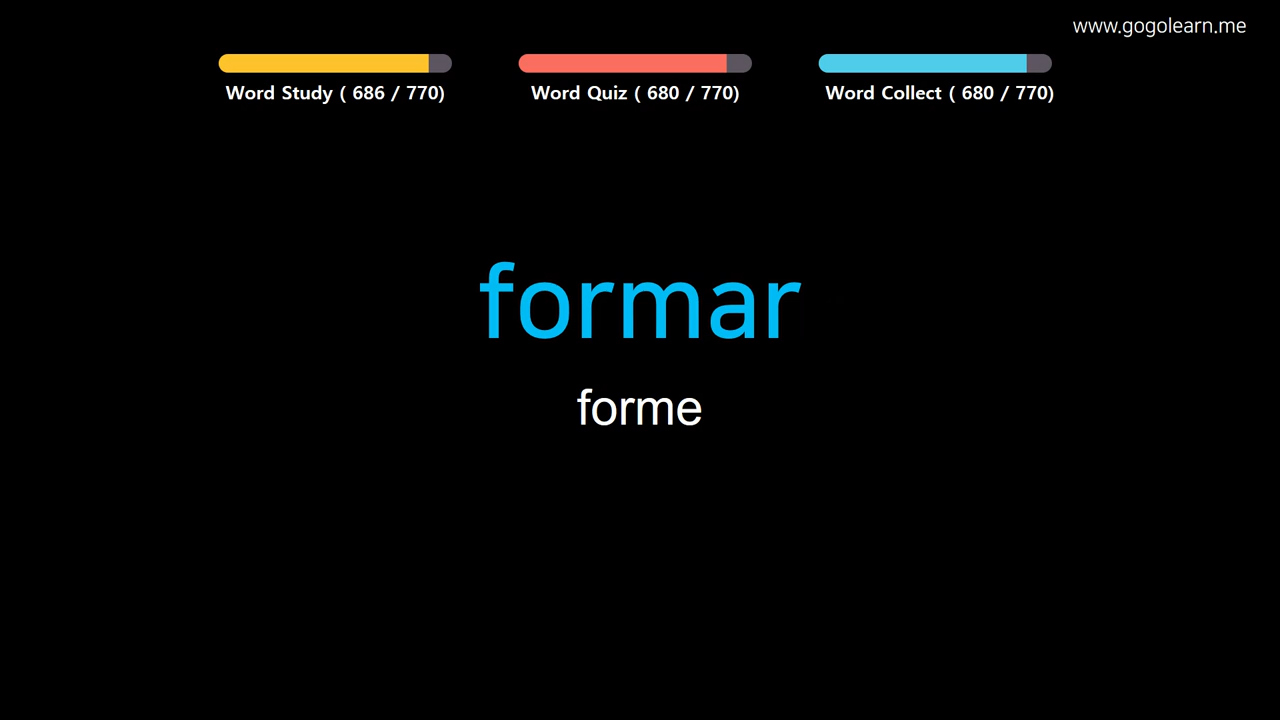 www.gogolearn.me
Word Study ( 686 / 770)
Word Quiz ( 680 / 770)
Word Collect ( 680 / 770)
formar
forme